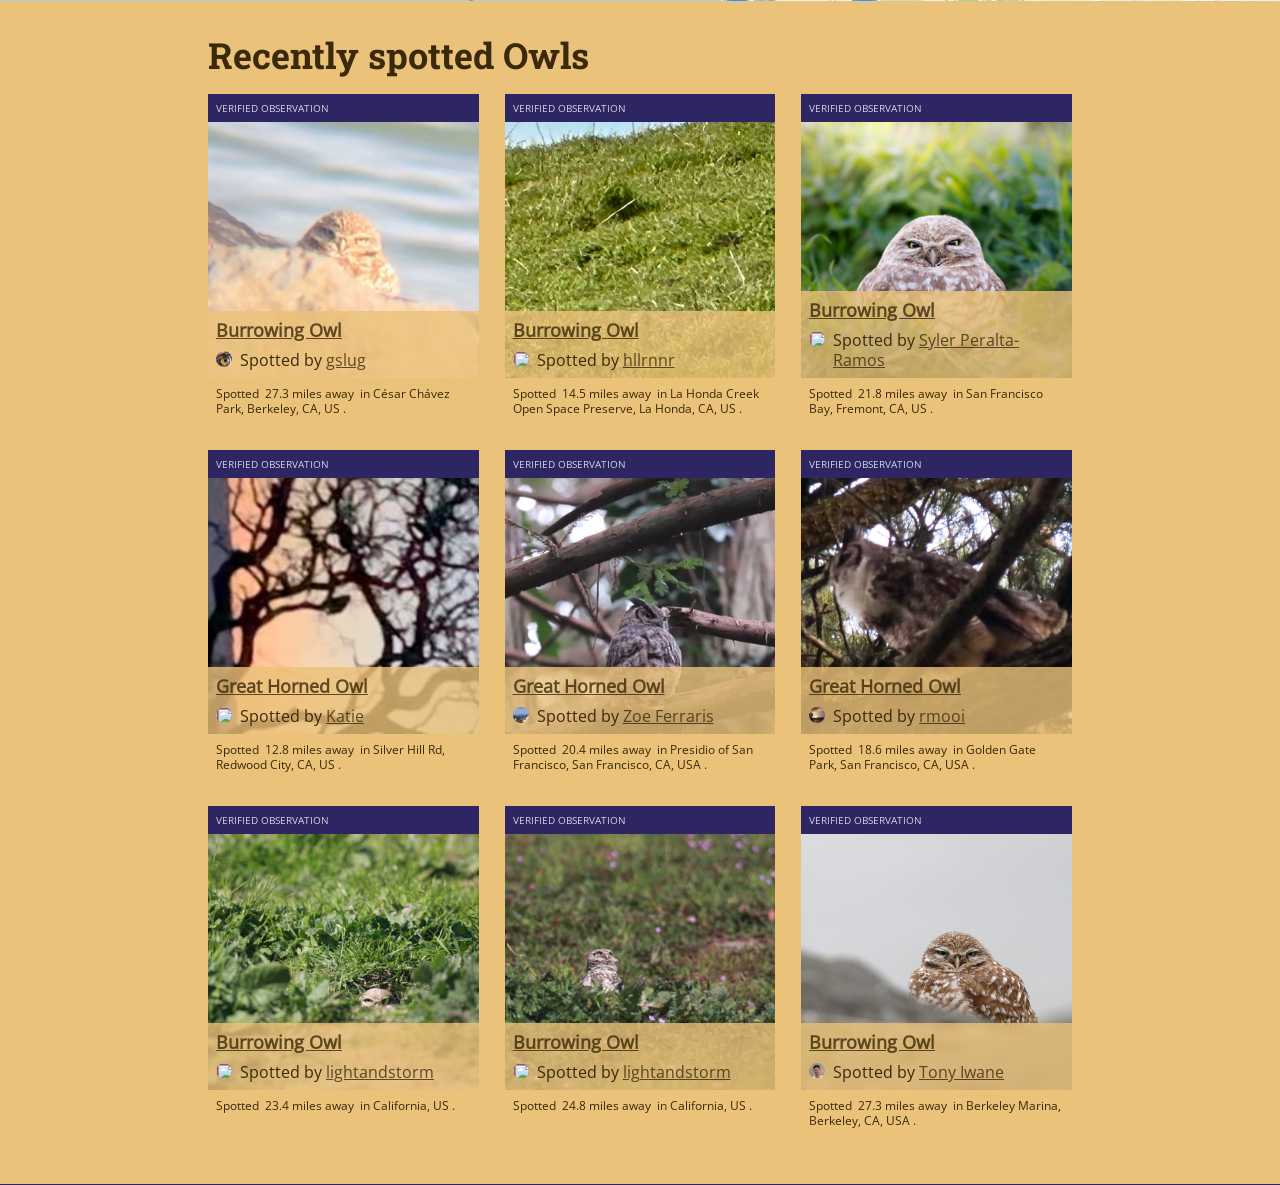 Recently spotted Owls
VERIFIED OBSERVATION
Burrowing Owl
Spotted by gslug
Spotted 27.3 miles away in César Chávez
Park, Berkeley, CA, US .
VERIFIED OBSERVATION
Burrowing Owl
Spotted by hllrnnr
Spotted 14.5 miles away in La Honda Creek
Open Space Preserve, La Honda, CA, US .
VERIFIED OBSERVATION
Burrowing Owl
Spotted by Syler Peralta-
Ramos
Spotted 21.8 miles away in San Francisco
Bay, Fremont, CA, US .
VERIFIED OBSERVATION
Great Horned Owl
Spotted by Katie
Spotted 12.8 miles away in Silver Hill Rd,
Redwood City, CA, US .
VERIFIED OBSERVATION
Great Horned Owl
Spotted by Zoe Ferraris
Spotted 20.4 miles away in Presidio of San
Francisco, San Francisco, CA, USA .
VERIFIED OBSERVATION
Great Horned Owl
Spotted by rmooi
Spotted 18.6 miles away in Golden Gate
Park, San Francisco, CA, USA .
VERIFIED OBSERVATION
Burrowing Owl
Spotted by lightandstorm
Spotted 23.4 miles away in California, US .
VERIFIED OBSERVATION
Burrowing Owl
Spotted by lightandstorm
Spotted 24.8 miles away in California, US .
VERIFIED OBSERVATION
Burrowing Owl
Spotted by Tony Iwane
Spotted 27.3 miles away in Berkeley Marina,
Berkeley, CA, USA .